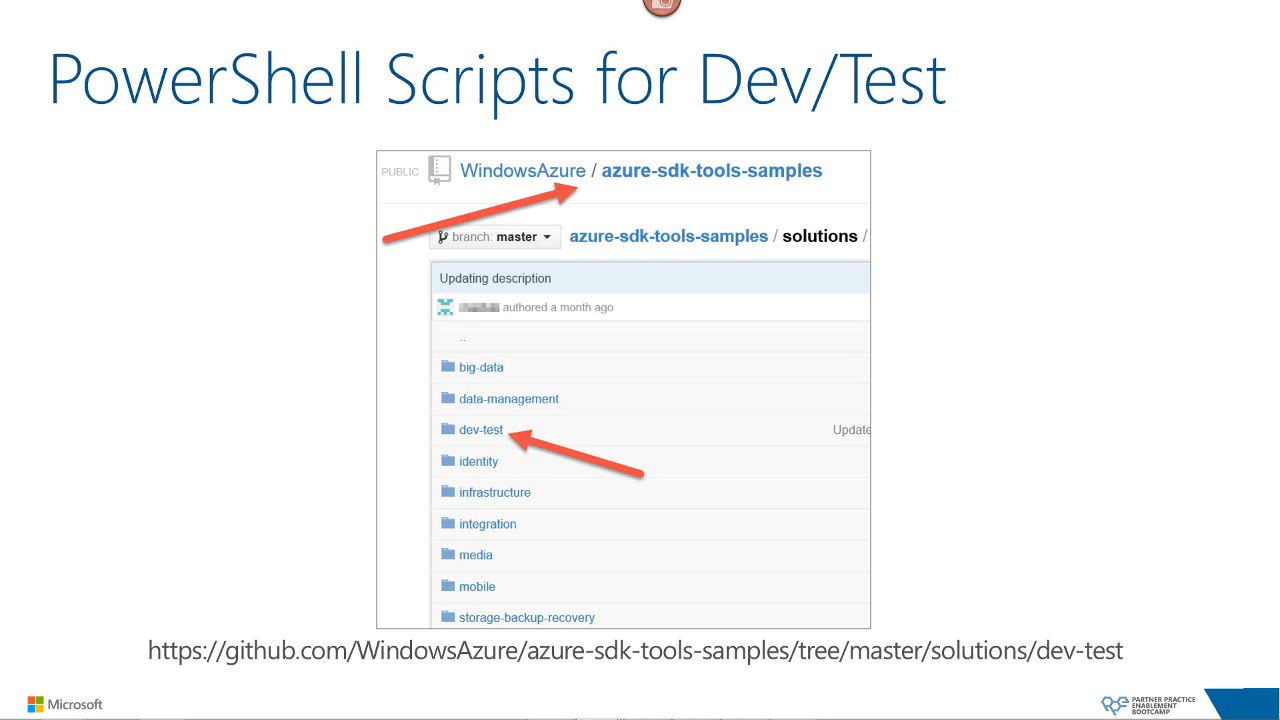 PowerShell Scripts for Dev/Test
PUBLIC WindowsAzure / azure-sdk-tools-samples
branch: master azure-sdk-tools-samples / solutions /
Updating description
authored a month ago
..
big-data
data-management
dev-test Update
identity
infrastructure
integration
media
mobile
storage-backup-recovery
https://github.com/WindowsAzure/azure-sdk-tools-samples/tree/master/solutions/dev-test
Microsoft
PARTNER PRACTICE
ENABLEMENT
BOOTCAMP